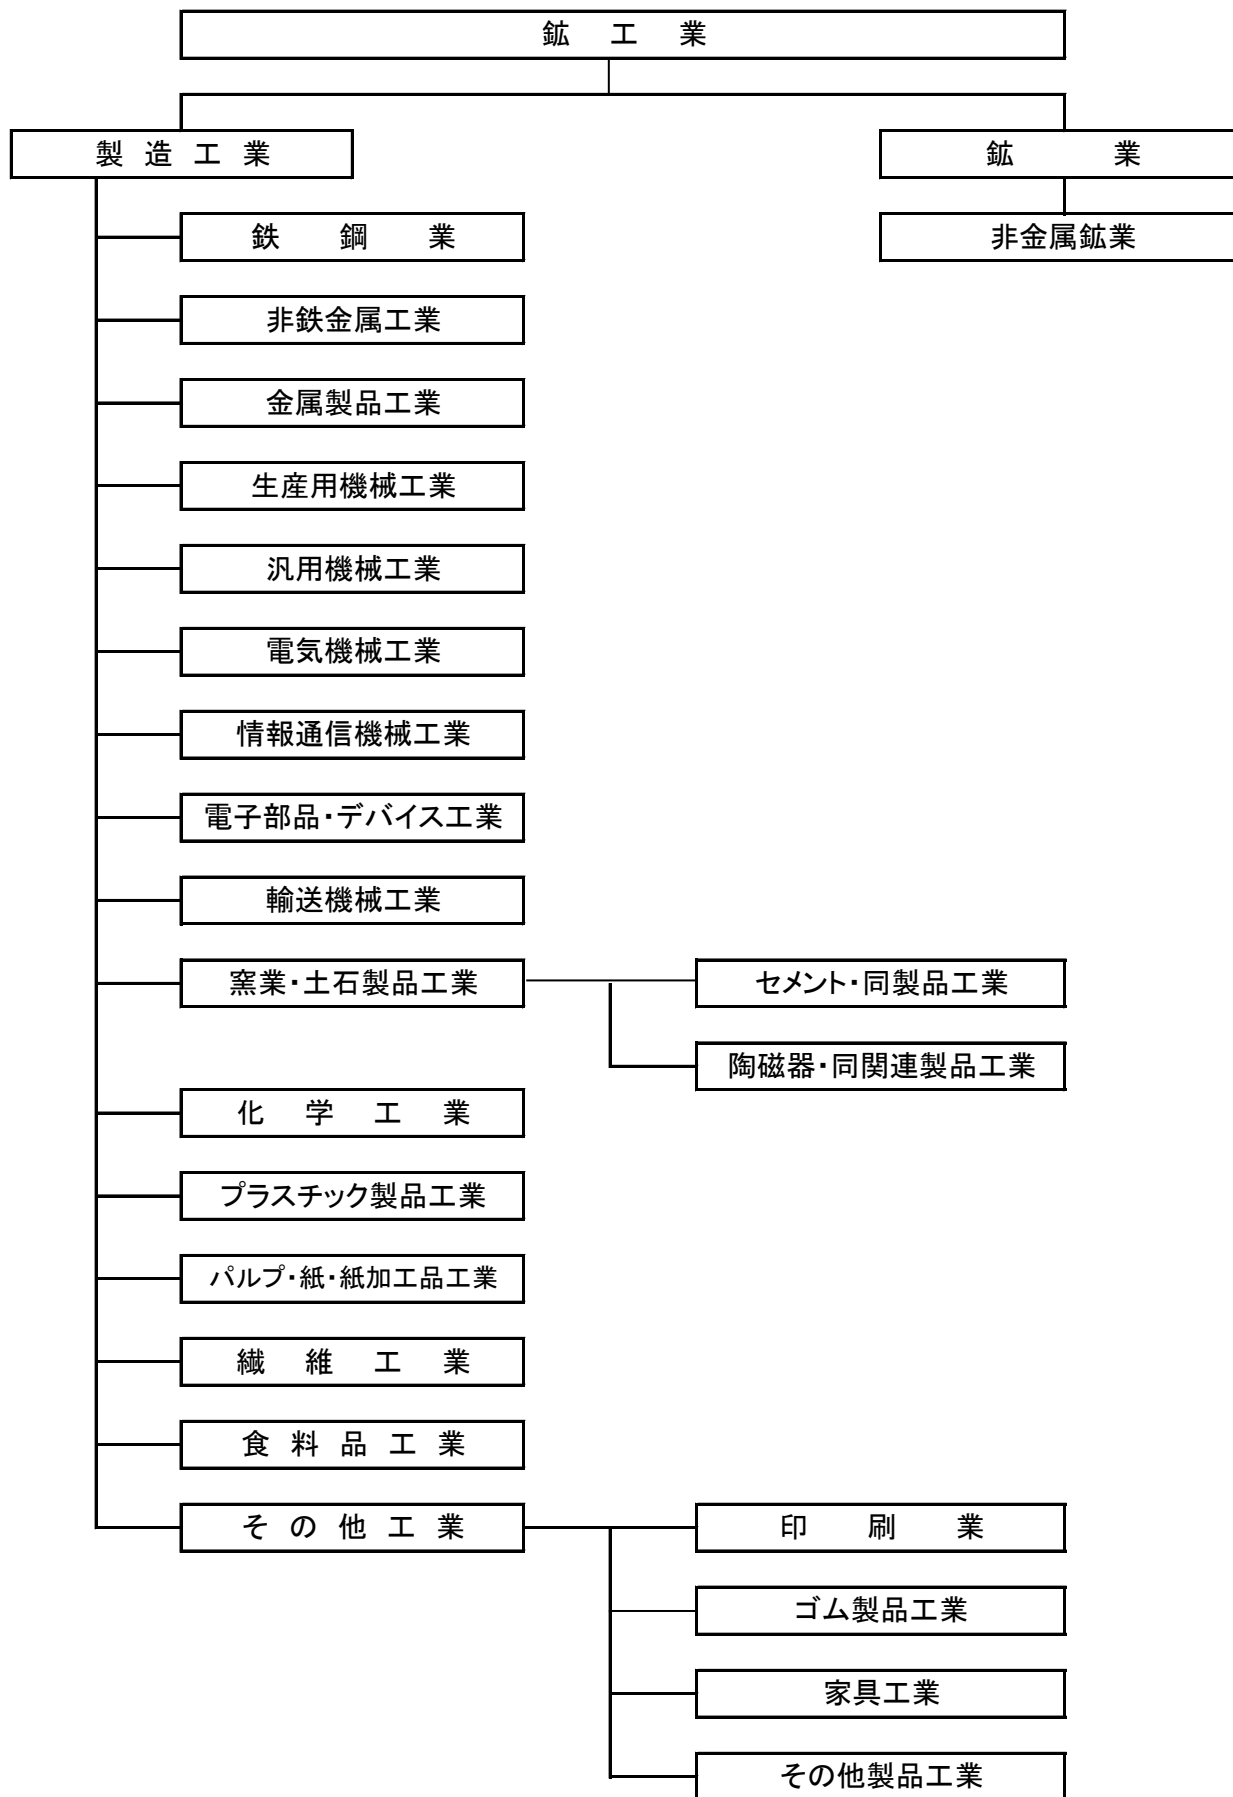 鉱工業
製造工業
鉱業
鉄鋼業
非金属鉱業
非鉄金属工業
金属製品工業
生産用機械工業
汎用機械工業
電気機械工業
情報通信機械工業
電子部品・デバイス工業
輸送機械工業
窯業・土石製品工業
セメント・同製品工業
陶磁器・同関連製品工業
化学工業
プラスチック製品工業
パルプ・紙・紙加工品工業
繊維工業
食料品工業
その他工業
印刷業
ゴム製品工業
家具工業
その他製品工業